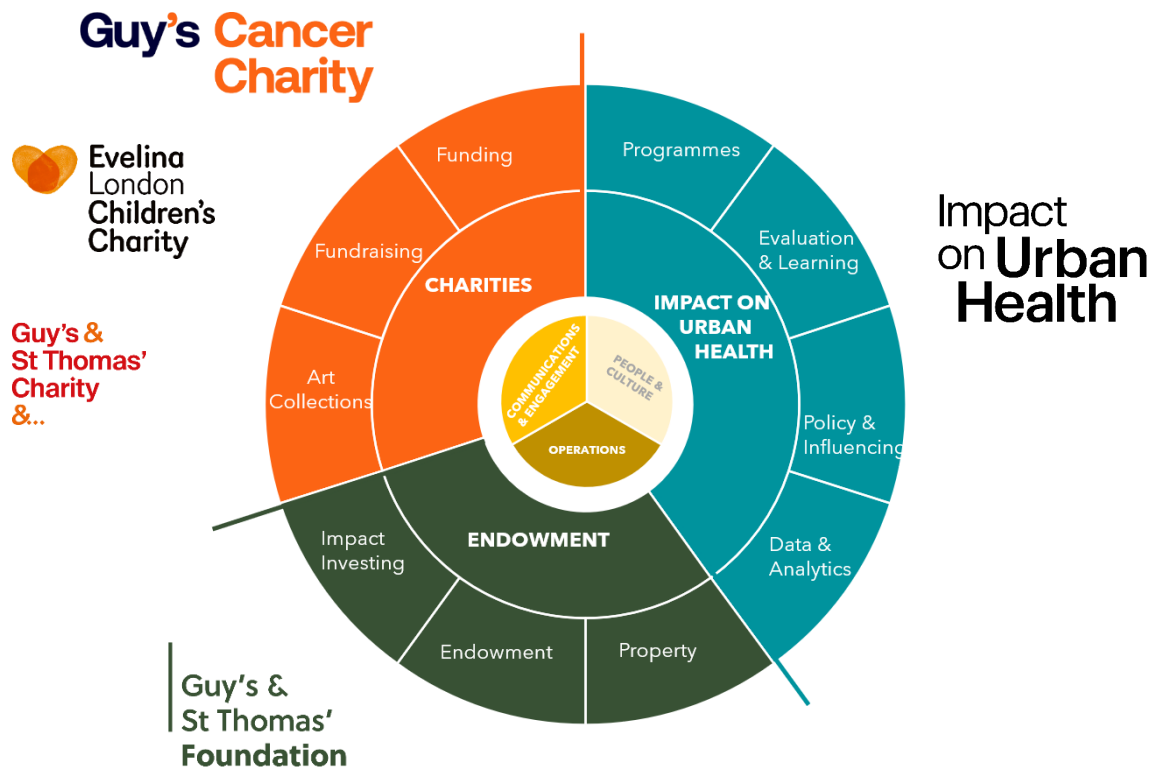 Guy's Cancer
Charity
Evelina
London
Children's
Charity
Guy's &
St Thomas'
Charity
&...
Funding
Fundraising
Art
Collections
CHARITIES
Programmes
Evaluation
& Learning
Policy &
Influencing
Data &
Analytics
IMPACT ON
URBAN
HEALTH
Impact
on Urban
Health
COMMUNICATIONS
& ENGAGEMENT
PEOPLE &
CULTURE
OPERATIONS
ENDOWMENT
Impact
Investing
Endowment
Property
Guy's &
St Thomas'
Foundation